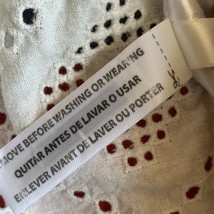 MOVE BEFORE WASHING OR WEARING
QUITAR ANTES DE LAVAR O USAR
ENLEVER AVANT DE LAVER OU PORTER